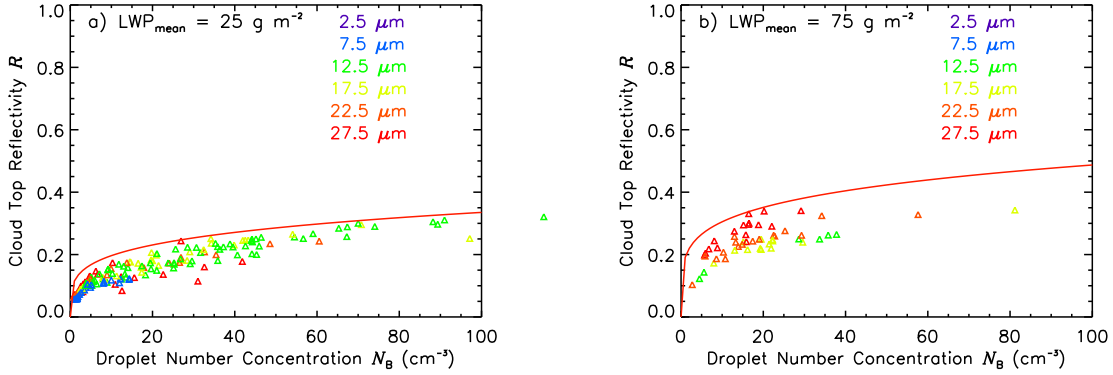 a) LWP_mean = 25 g m⁻²
2.5 μm
7.5 μm
12.5 μm
17.5 μm
22.5 μm
27.5 μm
Cloud Top Reflectivity R
1.0
0.8
0.6
0.4
0.2
0.0
0 20 40 60 80 100
Droplet Number Concentration N_B (cm⁻³)
b) LWP_mean = 75 g m⁻²
2.5 μm
7.5 μm
12.5 μm
17.5 μm
22.5 μm
27.5 μm
Cloud Top Reflectivity R
1.0
0.8
0.6
0.4
0.2
0.0
0 20 40 60 80 100
Droplet Number Concentration N_B (cm⁻³)